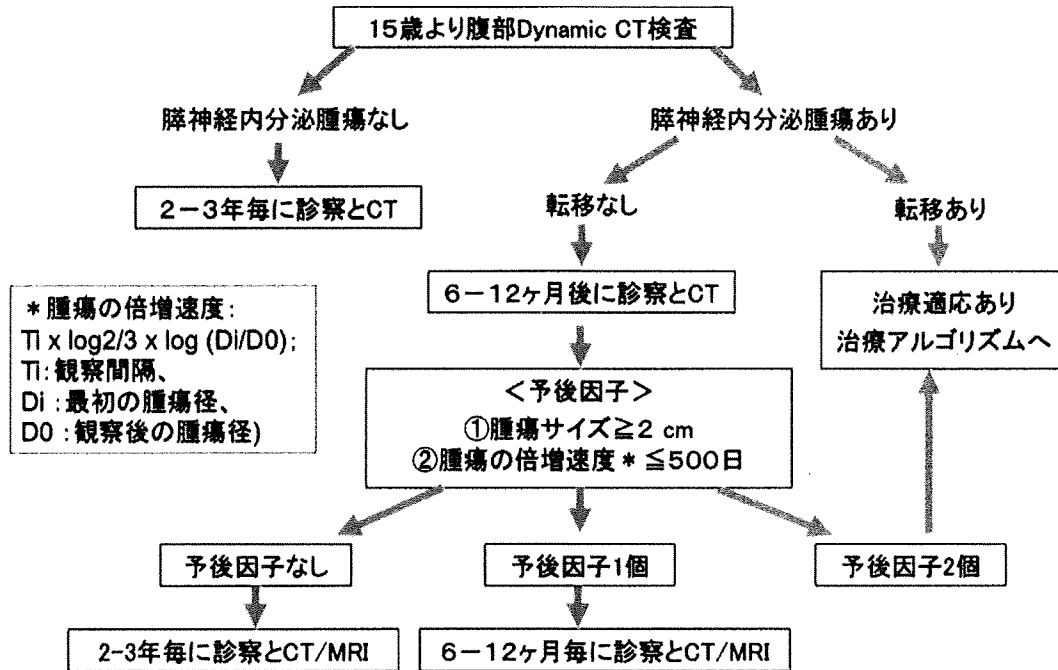 15歳より腹部Dynamic CT検査
膵神経内分泌腫瘍なし
膵神経内分泌腫瘍あり
2－3年毎に診察とCT
転移なし
転移あり
6－12ヶ月後に診察とCT
治療適応あり
治療アルゴリズムへ
＊腫瘍の倍増速度：
Ti x log2/3 x log (Di/D0);
Ti：観察間隔、
Di：最初の腫瘍径、
D0：観察後の腫瘍径)
＜予後因子＞
①腫瘍サイズ≧2 cm
②腫瘍の倍増速度＊≦500日
予後因子なし
予後因子1個
予後因子2個
2-3年毎に診察とCT/MRI
6－12ヶ月毎に診察とCT/MRI